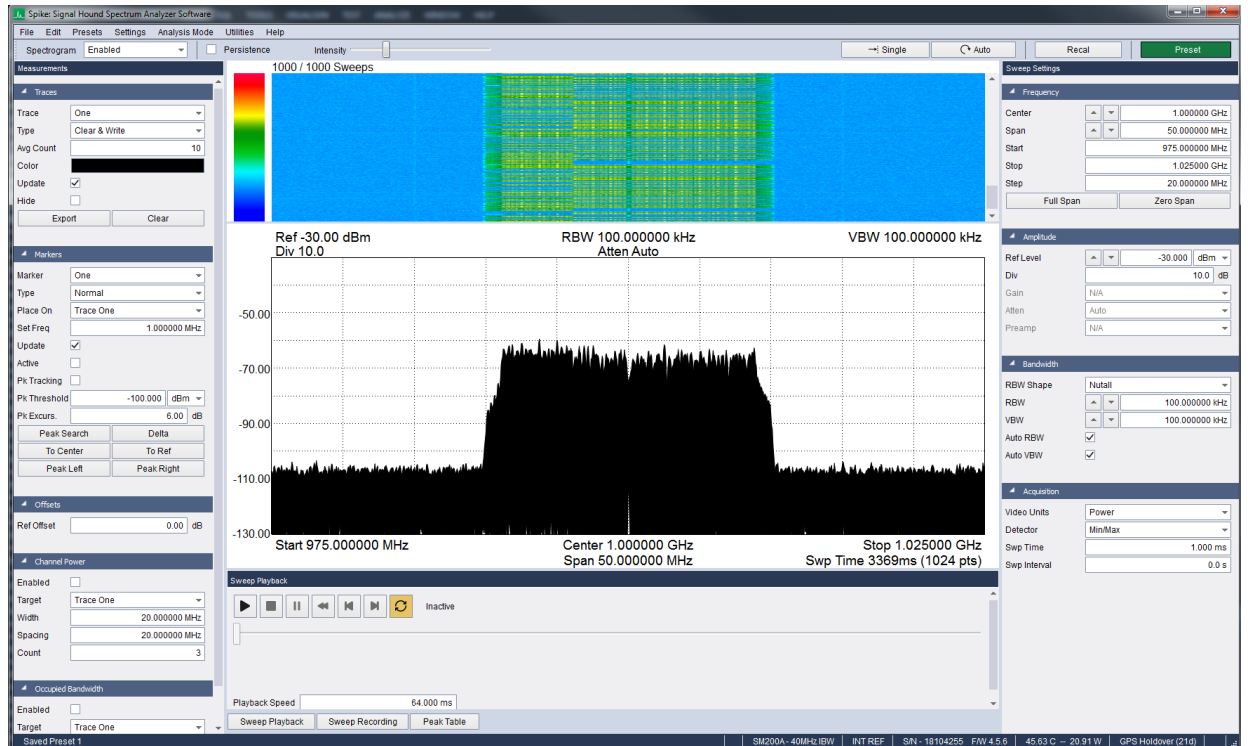 Spike: Signal Hound Spectrum Analyzer Software
File Edit Presets Settings Analysis Mode Utilities Help
Spectrogram Enabled Persistence Intensity Single Auto Recal Preset
Measurements
Traces
Trace One
Type Clear & Write
Avg Count 10
Color
Update
Hide
Export Clear
Markers
Marker One
Type Normal
Place On Trace One
Set Freq 1.000000 MHz
Update
Active
Pk Tracking
Pk Threshold -100.000 dBm
Pk Excurs. 6.00 dB
Peak Search Delta
To Center To Ref
Peak Left Peak Right
Offsets
Ref Offset 0.00 dB
Channel Power
Enabled
Target Trace One
Width 20.000000 MHz
Spacing 20.000000 MHz
Count 3
Occupied Bandwidth
Enabled
Target Trace One
1000 / 1000 Sweeps
Ref -30.00 dBm RBW 100.000000 kHz VBW 100.000000 kHz
Div 10.0 Atten Auto
-50.00
-70.00
-90.00
-110.00
-130.00
Start 975.000000 MHz Center 1.000000 GHz Stop 1.025000 GHz
Span 50.000000 MHz Swp Time 3369ms (1024 pts)
Sweep Playback
Inactive
Playback Speed 64.000 ms
Sweep Playback Sweep Recording Peak Table
Sweep Settings
Frequency
Center 1.000000 GHz
Span 50.000000 MHz
Start 975.000000 MHz
Stop 1.025000 GHz
Step 20.000000 MHz
Full Span Zero Span
Amplitude
Ref Level -30.000 dBm
Div 10.0 dB
Gain N/A
Atten Auto
Preamp N/A
Bandwidth
RBW Shape Nutall
RBW 100.000000 kHz
VBW 100.000000 kHz
Auto RBW
Auto VBW
Acquisition
Video Units Power
Detector Min/Max
Swp Time 1.000 ms
Swp Interval 0.0 s
Saved Preset 1 SM200A - 40MHz IBW INT REF S/N - 18104255 F/W 4.5.6 45.63 C -- 20.91 W GPS Holdover (21d)